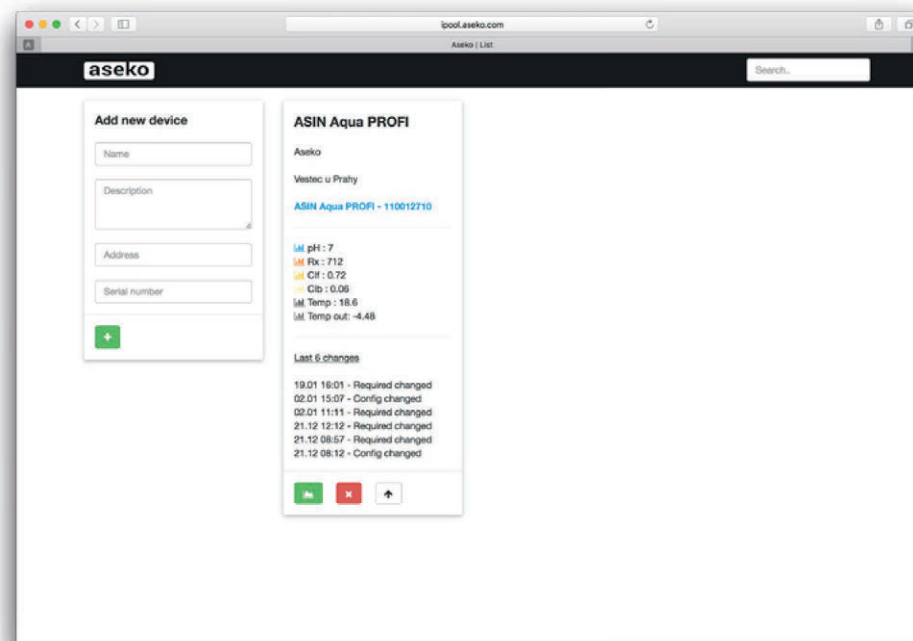 ipool.aseko.com
Aseko | List
aseko
Search..
Add new device
Name
Description
Address
Serial number
ASIN Aqua PROFI
Aseko
Vestec u Prahy
ASIN Aqua PROFI - 110012710
pH : 7
Rx : 712
Clf : 0.72
Clb : 0.06
Temp : 18.6
Temp out: -4.48
Last 6 changes
19.01 16:01 - Required changed
02.01 15:07 - Config changed
02.01 11:11 - Required changed
21.12 12:12 - Required changed
21.12 08:57 - Required changed
21.12 08:12 - Config changed